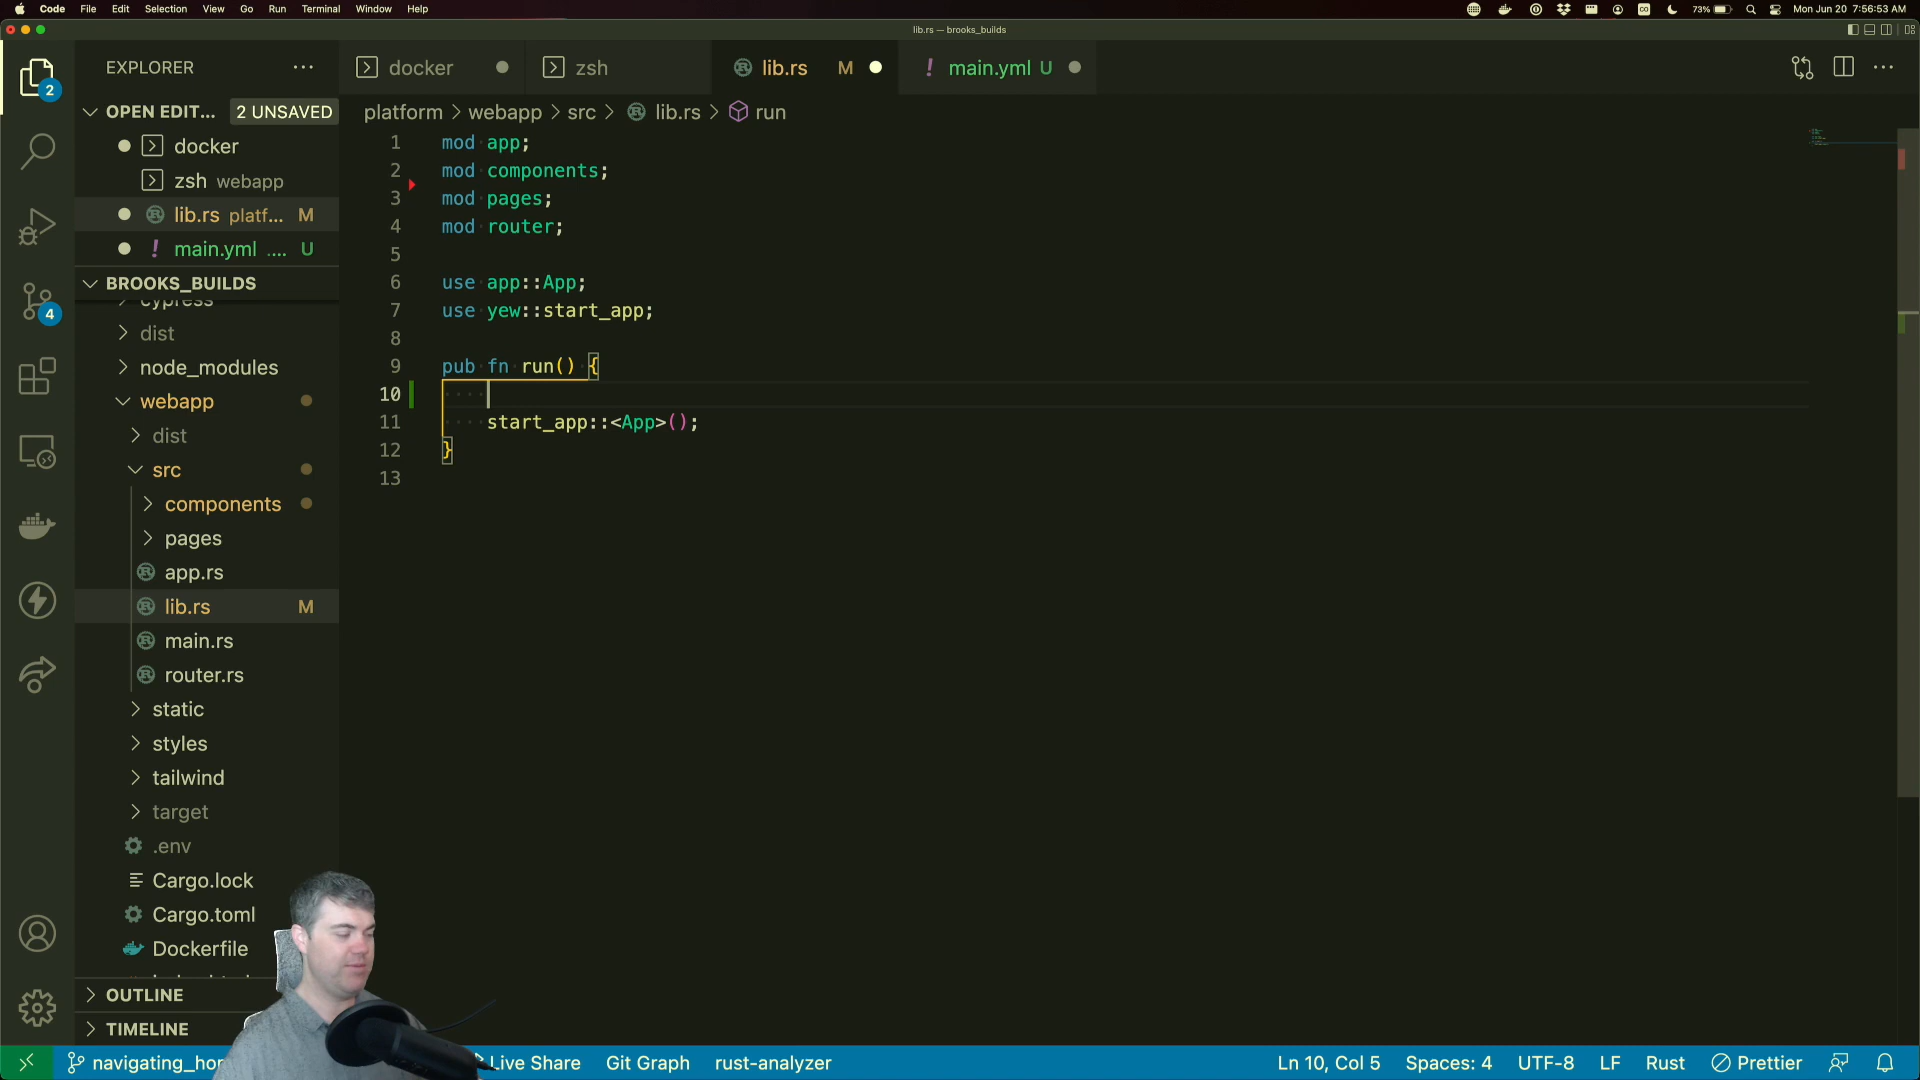 Code File Edit Selection View Go Run Terminal Window Help 73% Mon Jun 20 7:56:53 AM
lib.rs — brooks_builds
EXPLORER
docker zsh lib.rs M main.yml U
OPEN EDIT... 2 UNSAVED
platform webapp src lib.rs run
docker
zsh webapp
lib.rs platf... M
main.yml .... U
BROOKS_BUILDS
cypress
dist
node_modules
webapp
dist
src
components
pages
app.rs
lib.rs M
main.rs
router.rs
static
styles
tailwind
target
.env
Cargo.lock
Cargo.toml
Dockerfile
OUTLINE
TIMELINE
2
4
1 mod app;
2 mod components;
3 mod pages;
4 mod router;
5
6 use app::App;
7 use yew::start_app;
8
9 pub fn run() {
10
11 start_app::<App>();
12 }
13
navigating_ho Live Share Git Graph rust-analyzer Ln 10, Col 5 Spaces: 4 UTF-8 LF Rust Prettier